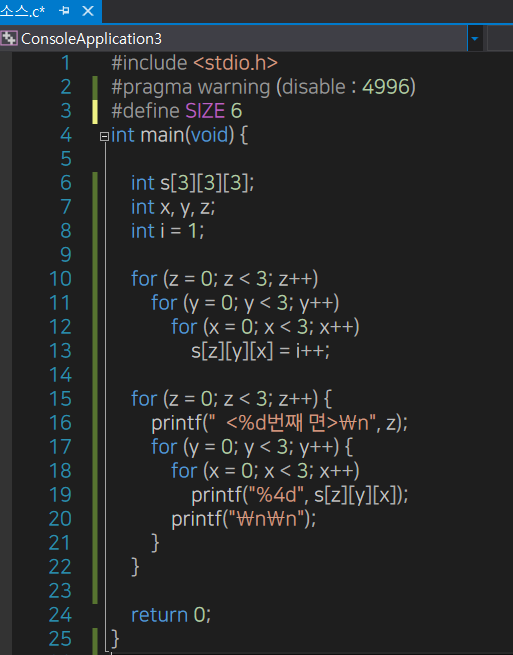 소스.c*
ConsoleApplication3
1 #include <stdio.h>
2 #pragma warning (disable : 4996)
3 #define SIZE 6
4 int main(void) {
5
6 int s[3][3][3];
7 int x, y, z;
8 int i = 1;
9
10 for (z = 0; z < 3; z++)
11 for (y = 0; y < 3; y++)
12 for (x = 0; x < 3; x++)
13 s[z][y][x] = i++;
14
15 for (z = 0; z < 3; z++) {
16 printf("  <%d번째 면>₩n", z);
17 for (y = 0; y < 3; y++) {
18 for (x = 0; x < 3; x++)
19 printf("%4d", s[z][y][x]);
20 printf("₩n₩n");
21 }
22 }
23
24 return 0;
25 }